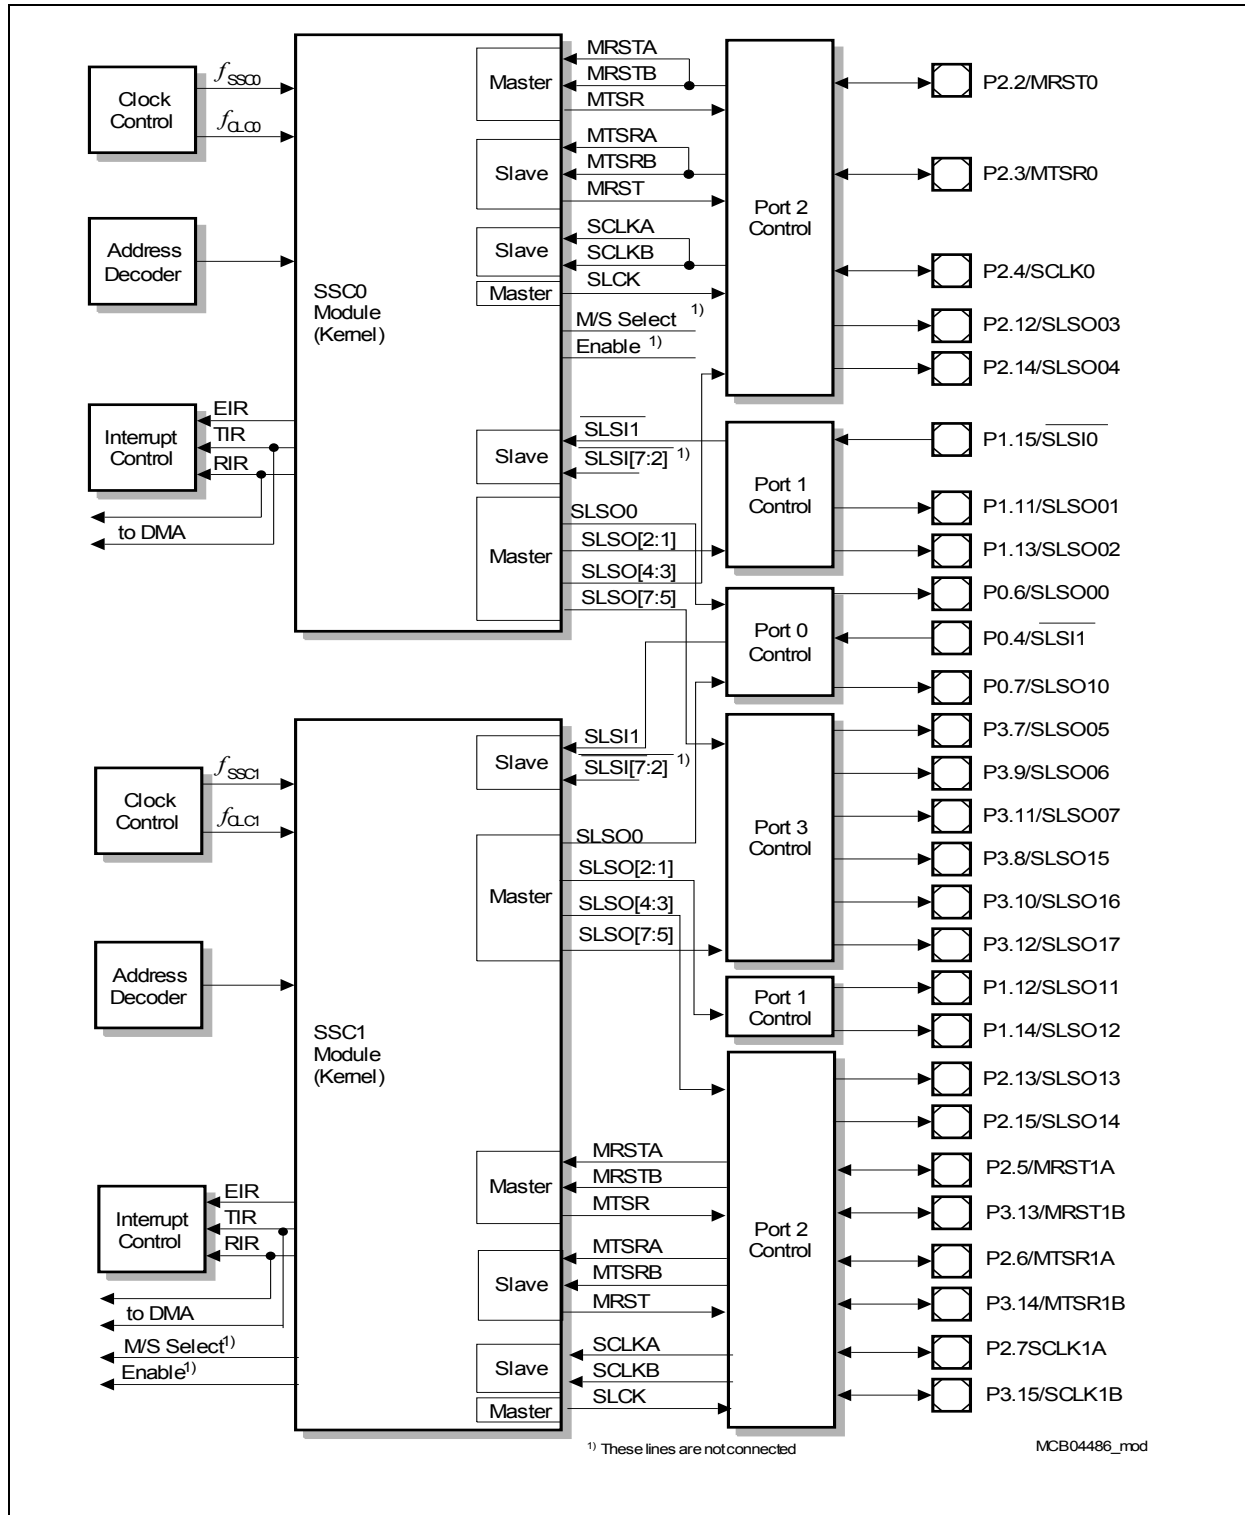 Clock
Control
fSSC0
fCLC0
Address
Decoder
Interrupt
Control
EIR
TIR
RIR
to DMA
SSC0
Module
(Kernel)
Master
MRSTA
MRSTB
MTSR
Slave
MTSRA
MTSRB
MRST
Slave
SCLKA
SCLKB
Master
SLCK
M/S Select 1)
Enable 1)
Slave
SLSI1
SLSI[7:2] 1)
Master
SLSO0
SLSO[2:1]
SLSO[4:3]
SLSO[7:5]
Port 2
Control
Port 1
Control
Port 0
Control
P2.2/MRST0
P2.3/MTSR0
P2.4/SCLK0
P2.12/SLSO03
P2.14/SLSO04
P1.15/SLSI0
P1.11/SLSO01
P1.13/SLSO02
P0.6/SLSO00
P0.4/SLSI1
P0.7/SLSO10
Clock
Control
fSSC1
fCLC1
Address
Decoder
Interrupt
Control
EIR
TIR
RIR
to DMA
M/S Select1)
Enable1)
SSC1
Module
(Kernel)
Slave
SLSI1
SLSI[7:2] 1)
Master
SLSO0
SLSO[2:1]
SLSO[4:3]
SLSO[7:5]
Master
MRSTA
MRSTB
MTSR
Slave
MTSRA
MTSRB
MRST
Slave
SCLKA
SCLKB
Master
SLCK
Port 3
Control
Port 1
Control
Port 2
Control
P3.7/SLSO05
P3.9/SLSO06
P3.11/SLSO07
P3.8/SLSO15
P3.10/SLSO16
P3.12/SLSO17
P1.12/SLSO11
P1.14/SLSO12
P2.13/SLSO13
P2.15/SLSO14
P2.5/MRST1A
P3.13/MRST1B
P2.6/MTSR1A
P3.14/MTSR1B
P2.7SCLK1A
P3.15/SCLK1B
1) These lines are not connected
MCB04486_mod